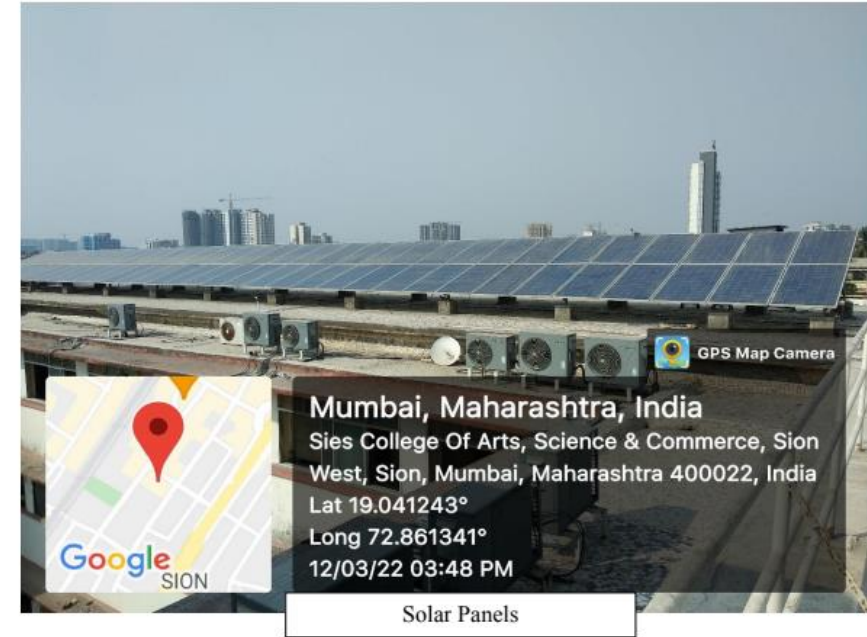 GPS Map Camera
Mumbai, Maharashtra, India
Sies College Of Arts, Science & Commerce, Sion
West, Sion, Mumbai, Maharashtra 400022, India
Lat 19.041243°
Long 72.861341°
12/03/22 03:48 PM
Google
SION
Solar Panels